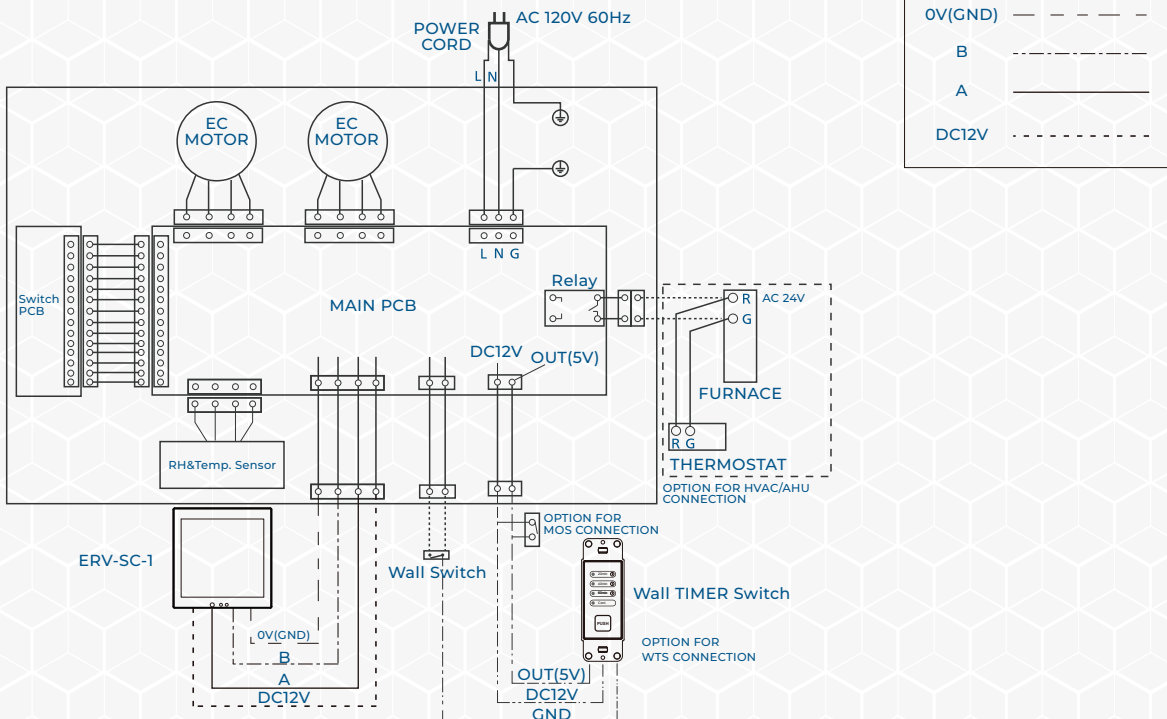 AC 120V 60Hz
POWER
CORD
L N
0V(GND)
B
A
DC12V
EC
MOTOR
EC
MOTOR
L N G
Switch
PCB
MAIN PCB
Relay
R AC 24V
G
DC12V
OUT(5V)
FURNACE
R G
THERMOSTAT
OPTION FOR HVAC/AHU
CONNECTION
RH&Temp. Sensor
OPTION FOR
MOS CONNECTION
ERV-SC-1
Wall Switch
Wall TIMER Switch
PUSH
OPTION FOR
WTS CONNECTION
0V(GND)
B
A
DC12V
OUT(5V)
DC12V
GND